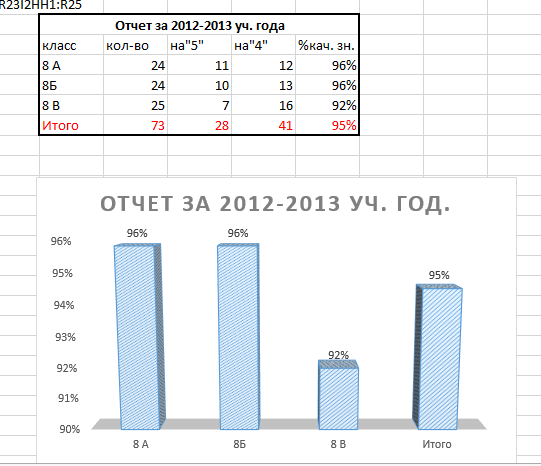 R23I2HH1:R25
Отчет за 2012-2013 уч. года
класс кол-во на"5" на"4" %кач. зн.
8 А 24 11 12 96%
8Б 24 10 13 96%
8 В 25 7 16 92%
Итого 73 28 41 95%
ОТЧЕТ ЗА 2012-2013 УЧ. ГОД.
96%
95%
94%
93%
92%
91%
90%
96% 96% 92% 95%
8 А 8Б 8 В Итого